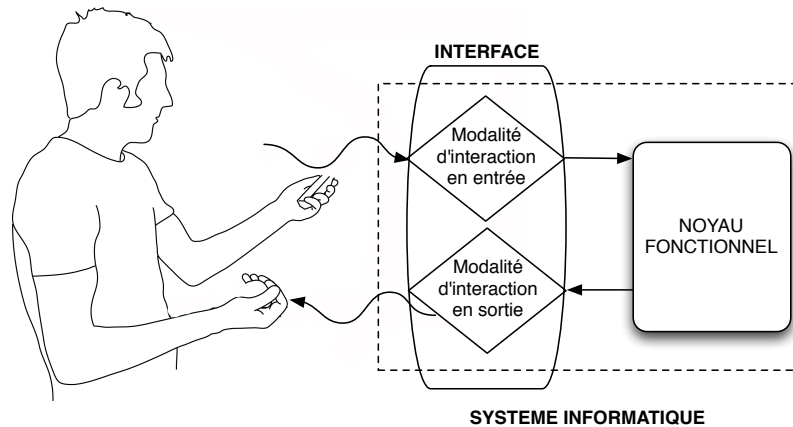 INTERFACE
Modalité
d'interaction
en entrée
NOYAU
FONCTIONNEL
Modalité
d'interaction
en sortie
SYSTEME INFORMATIQUE